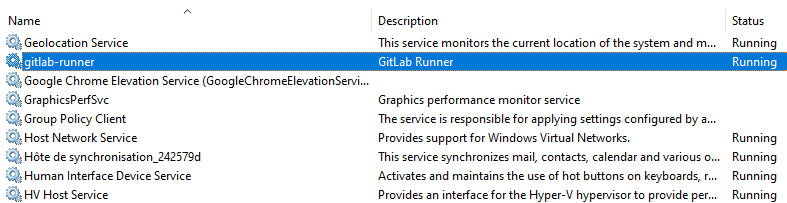 Name Description Status
Geolocation Service This service monitors the current location of the system and m... Running
gitlab-runner GitLab Runner Running
Google Chrome Elevation Service (GoogleChromeElevationServi...
GraphicsPerfSvc Graphics performance monitor service
Group Policy Client The service is responsible for applying settings configured by a...
Host Network Service Provides support for Windows Virtual Networks. Running
Hôte de synchronisation_242579d This service synchronizes mail, contacts, calendar and various o... Running
Human Interface Device Service Activates and maintains the use of hot buttons on keyboards, r... Running
HV Host Service Provides an interface for the Hyper-V hypervisor to provide per... Running